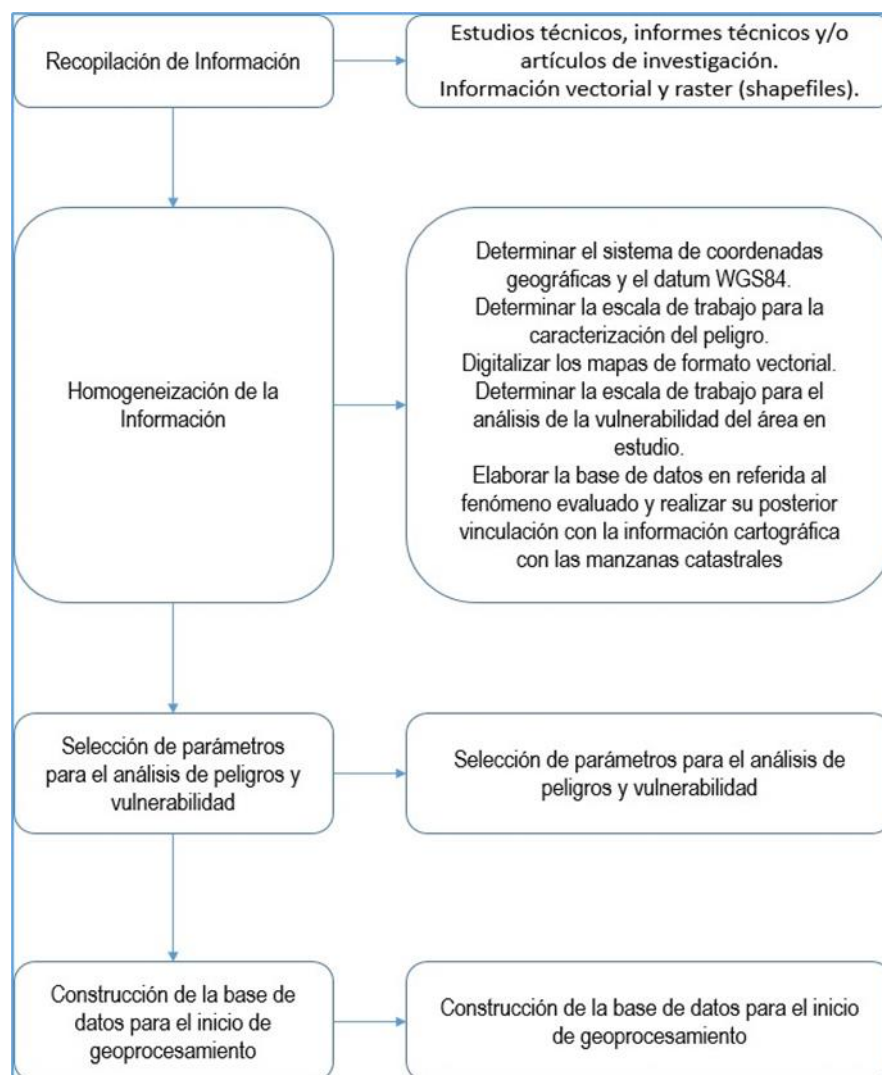 Recopilación de Información
Estudios técnicos, informes técnicos y/o
artículos de investigación.
Información vectorial y raster (shapefiles).
Homogeneización de la
Información
Determinar el sistema de coordenadas
geográficas y el datum WGS84.
Determinar la escala de trabajo para la
caracterización del peligro.
Digitalizar los mapas de formato vectorial.
Determinar la escala de trabajo para el
análisis de la vulnerabilidad del área en
estudio.
Elaborar la base de datos en referida al
fenómeno evaluado y realizar su posterior
vinculación con la información cartográfica
con las manzanas catastrales
Selección de parámetros
para el análisis de peligros y
vulnerabilidad
Selección de parámetros para el análisis de
peligros y vulnerabilidad
Construcción de la base de
datos para el inicio de
geoprocesamiento
Construcción de la base de datos para el inicio
de geoprocesamiento